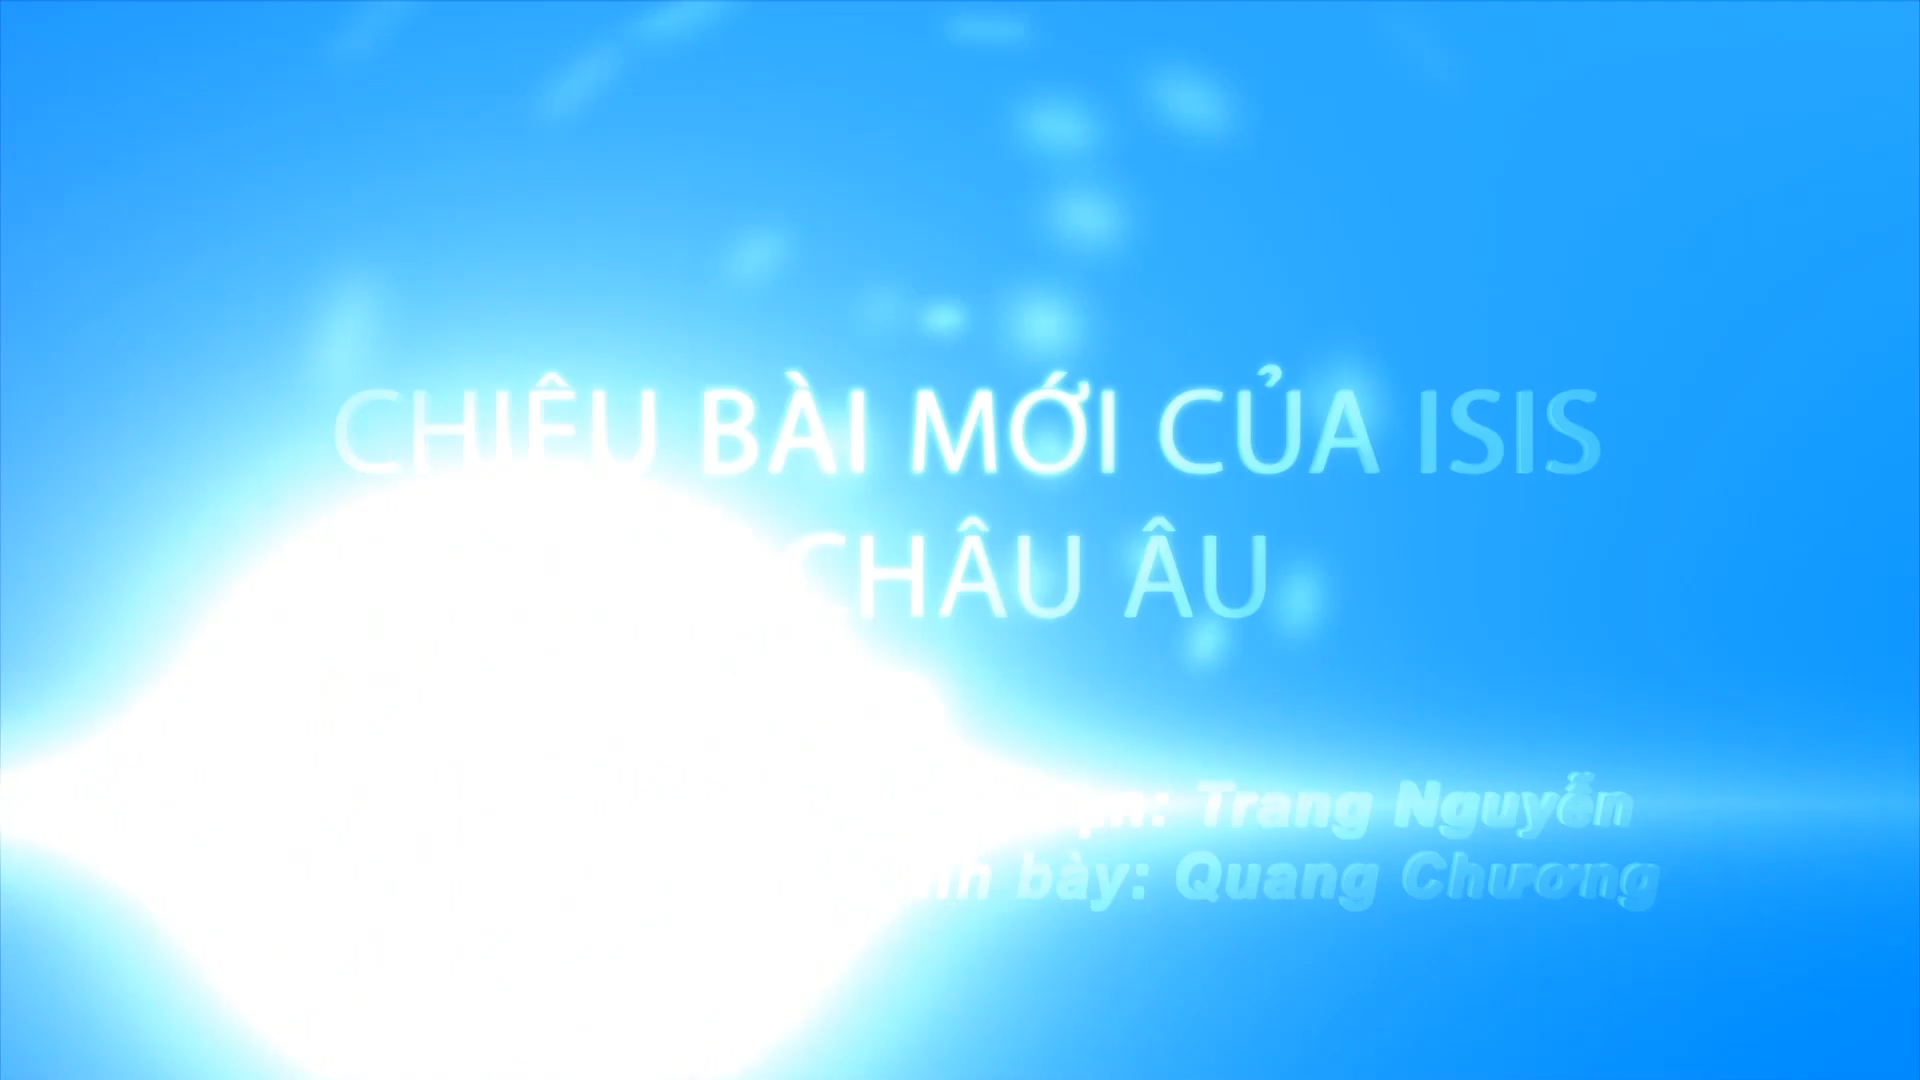 CHIÊU BÀI MỚI CỦA ISIS
CHÂU ÂU
Trang Nguyễn
bày: Quang Chương